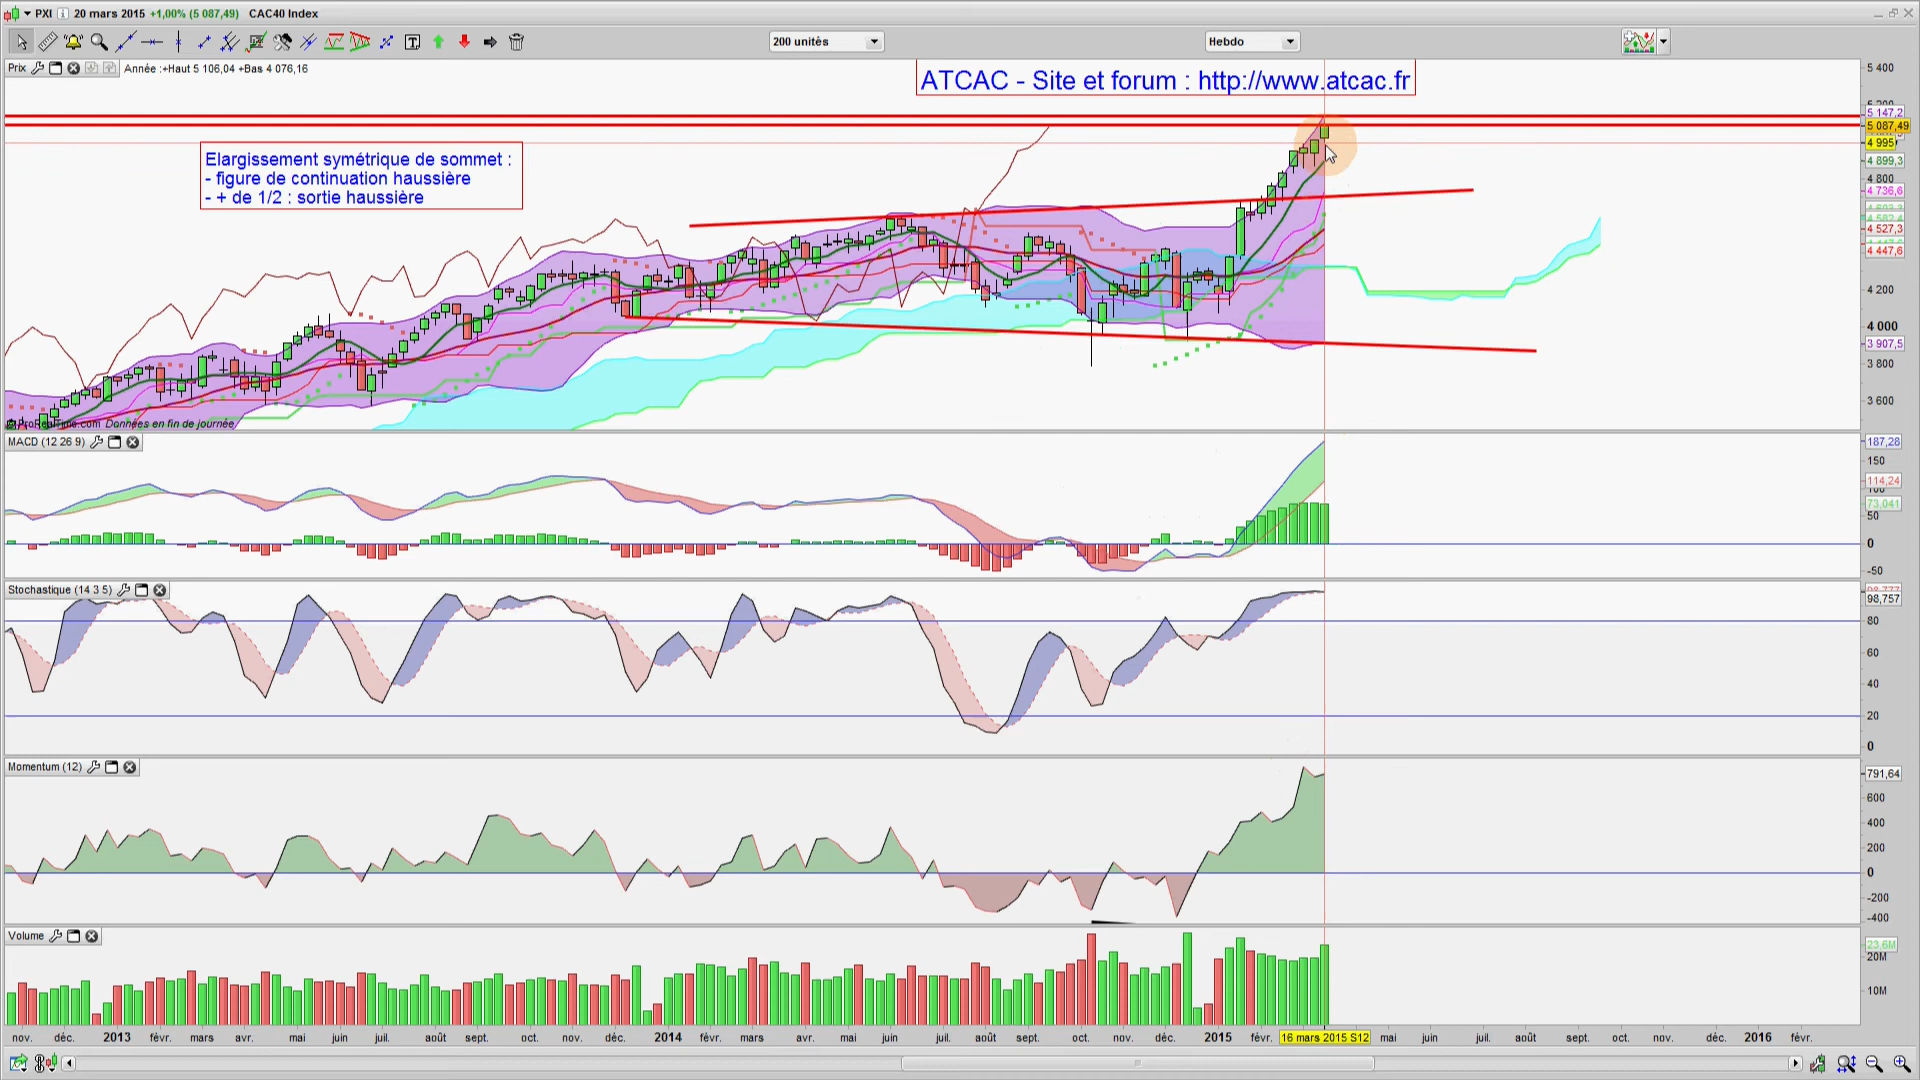 PXI 20 mars 2015 +1,00% (5 087,49) CAC40 Index
200 unités
Hebdo
Prix
Année :+Haut 5 106,04 +Bas 4 076,16
ATCAC - Site et forum : http://www.atcac.fr
Elargissement symétrique de sommet :
- figure de continuation haussière
- + de 1/2 : sortie haussière
5 400
5 147,2
5 087,49
4 995
4 899,3
4 800
4 736,6
4 527,3
4 447,6
4 200
4 000
3 907,5
3 800
3 600
ProRealTime.com Données en fin de journée
MACD (12 26 9)
187,28
150
114,24
73,041
50
0
-50
Stochastique (14 3 5)
98,757
80
60
40
20
0
Momentum (12)
791,64
600
400
200
0
-200
-400
Volume
23,6M
20M
10M
nov. déc. 2013 févr. mars avr. mai juin juil. août sept. oct. nov. déc. 2014 févr. mars avr. mai juin juil. août sept. oct. nov. déc. 2015 févr. 16 mars 2015 S12 mai juin juil. août sept. oct. nov. déc. 2016 févr.